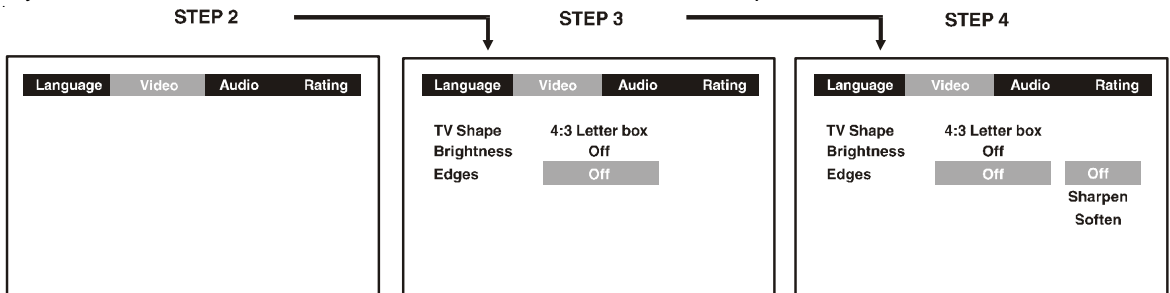 STEP 2
STEP 3
STEP 4
Language Video Audio Rating
Language Video Audio Rating
TV Shape 4:3 Letter box
Brightness Off
Edges Off
Language Video Audio Rating
TV Shape 4:3 Letter box
Brightness Off
Edges Off Off
Sharpen
Soften